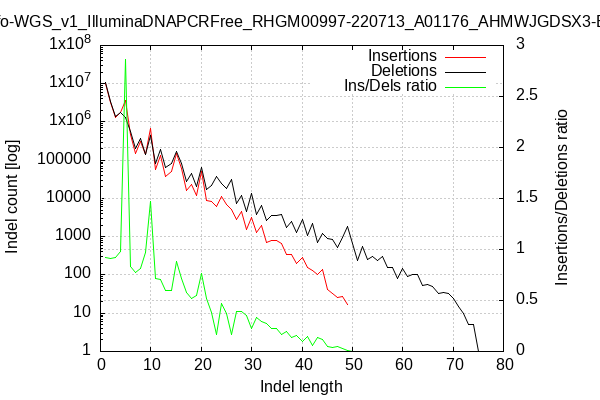 fo-WGS_v1_IlluminaDNAPCRFree_RHGM00997-220713_A01176_AHMWJGDSX3-E
Insertions
Deletions
Ins/Dels ratio
Indel count [log]
1x10^8
1x10^7
1x10^6
100000
10000
1000
100
10
1
3
2.5
2
1.5
1
0.5
0
Insertions/Deletions ratio
0 10 20 30 40 50 60 70 80
Indel length